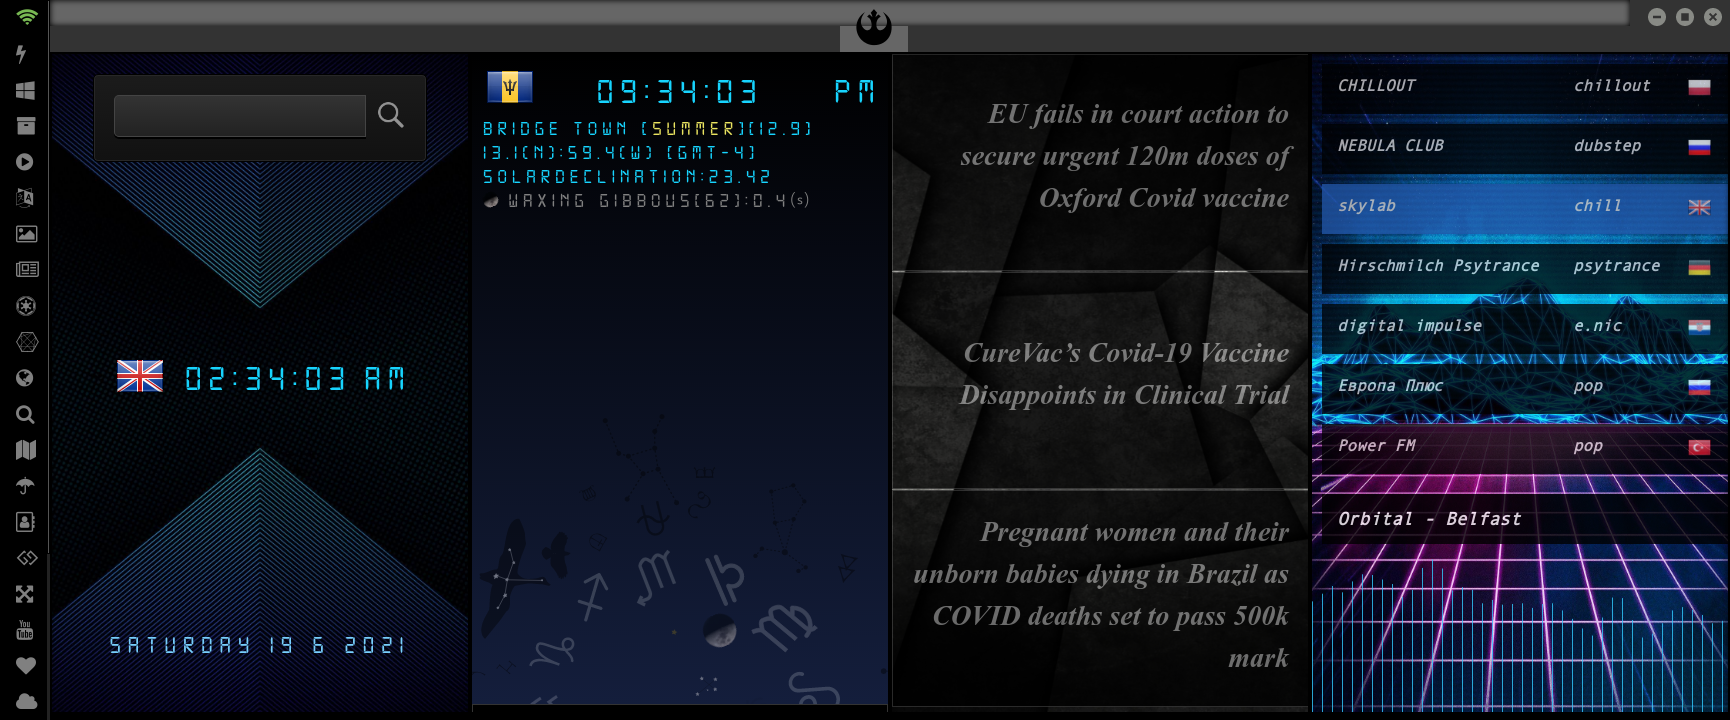 02:34:03 AM
SATURDAY 19 6 2021
09:34:03 PM
BRIDGE TOWN [SUMMER][12.9]
13.1(N):59.4(W) [GMT-4]
SOLARDECLINATION:23.42
WAXING GIBBOUS[62]:0.4(s)
EU fails in court action to
secure urgent 120m doses of
Oxford Covid vaccine
CureVac’s Covid-19 Vaccine
Disappoints in Clinical Trial
Pregnant women and their
unborn babies dying in Brazil as
COVID deaths set to pass 500k
mark
CHILLOUT chillout
NEBULA CLUB dubstep
skylab chill
Hirschmilch Psytrance psytrance
digital impulse e.nic
Европа Плюс pop
Power FM pop
Orbital - Belfast
You
Tube